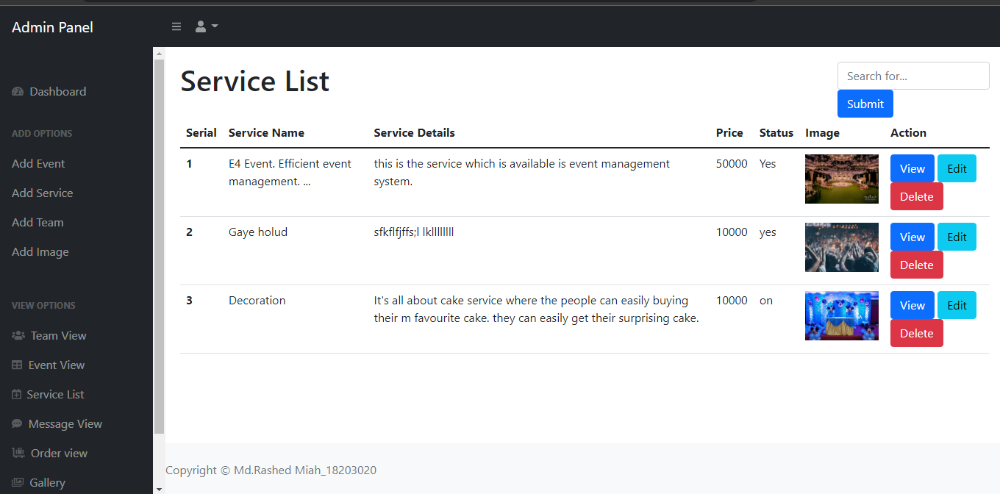 Admin Panel
Dashboard
ADD OPTIONS
Add Event
Add Service
Add Team
Add Image
VIEW OPTIONS
Team View
Event View
Service List
Message View
Order view
Gallery
Service List
Search for...
Submit
Serial Service Name Service Details Price Status Image Action
1 E4 Event. Efficient event this is the service which is available is event management 50000 Yes View Edit
management. ... system. Delete
2 Gaye holud sfkflfjffs;l lkllllllll 10000 yes View Edit
Delete
3 Decoration It's all about cake service where the people can easily buying 10000 on View Edit
their m favourite cake. they can easily get their surprising cake. Delete
Copyright © Md.Rashed Miah_18203020